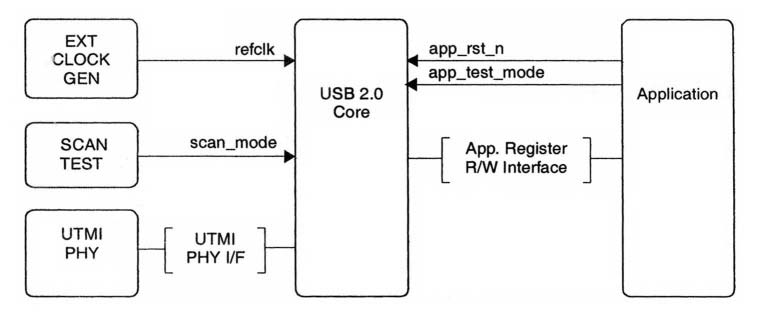 EXT
CLOCK
GEN
refclk
SCAN
TEST
scan_mode
UTMI
PHY
UTMI
PHY I/F
USB 2.0
Core
app_rst_n
app_test_mode
App. Register
R/W Interface
Application